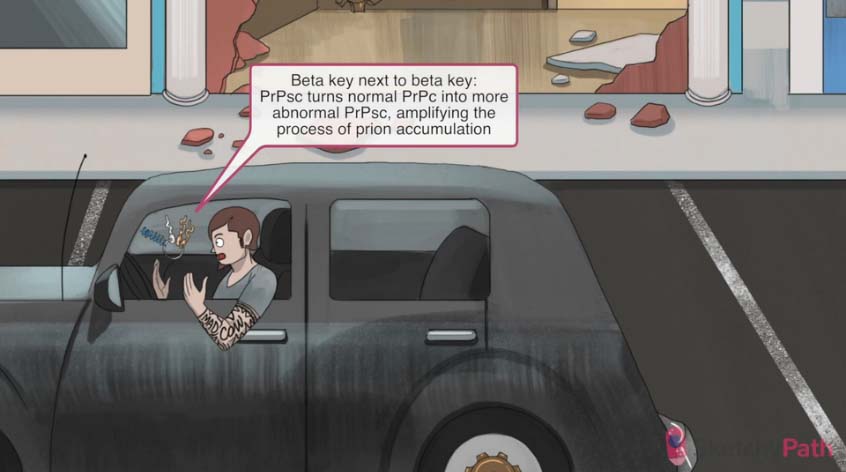 Beta key next to beta key:
PrPsc turns normal PrPc into more
abnormal PrPsc, amplifying the
process of prion accumulation
MAD COW
Path